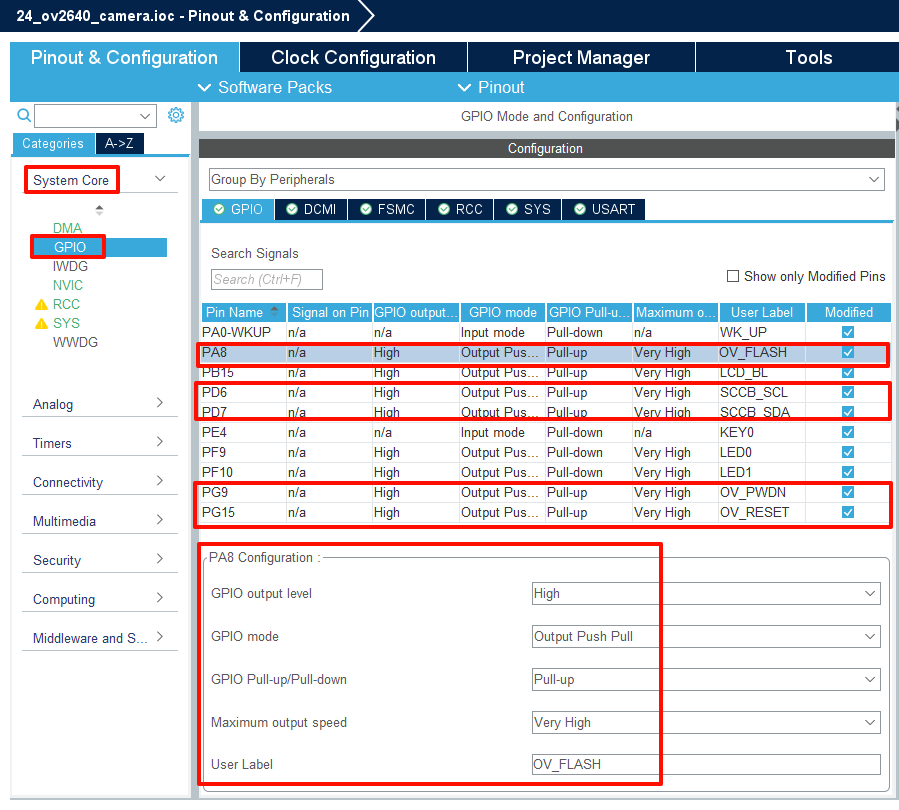 24_ov2640_camera.ioc - Pinout & Configuration
Pinout & Configuration Clock Configuration Project Manager Tools
Software Packs Pinout
GPIO Mode and Configuration
Categories A->Z
Configuration
System Core
DMA
GPIO
IWDG
NVIC
RCC
SYS
WWDG
Analog
Timers
Connectivity
Multimedia
Security
Computing
Middleware and S...
Group By Peripherals
GPIO DCMI FSMC RCC SYS USART
Search Signals
Search (Ctrl+F)
Show only Modified Pins
Pin Name Signal on Pin GPIO output... GPIO mode GPIO Pull-u... Maximum o... User Label Modified
PA0-WKUP n/a n/a Input mode Pull-down n/a WK_UP
PA8 n/a High Output Pus... Pull-up Very High OV_FLASH
PB15 n/a High Output Pus... Pull-up Very High LCD_BL
PD6 n/a High Output Pus... Pull-up Very High SCCB_SCL
PD7 n/a High Output Pus... Pull-up Very High SCCB_SDA
PE4 n/a n/a Input mode Pull-down n/a KEY0
PF9 n/a High Output Pus... Pull-down Very High LED0
PF10 n/a High Output Pus... Pull-down Very High LED1
PG9 n/a High Output Pus... Pull-up Very High OV_PWDN
PG15 n/a High Output Pus... Pull-up Very High OV_RESET
PA8 Configuration :
GPIO output level High
GPIO mode Output Push Pull
GPIO Pull-up/Pull-down Pull-up
Maximum output speed Very High
User Label OV_FLASH